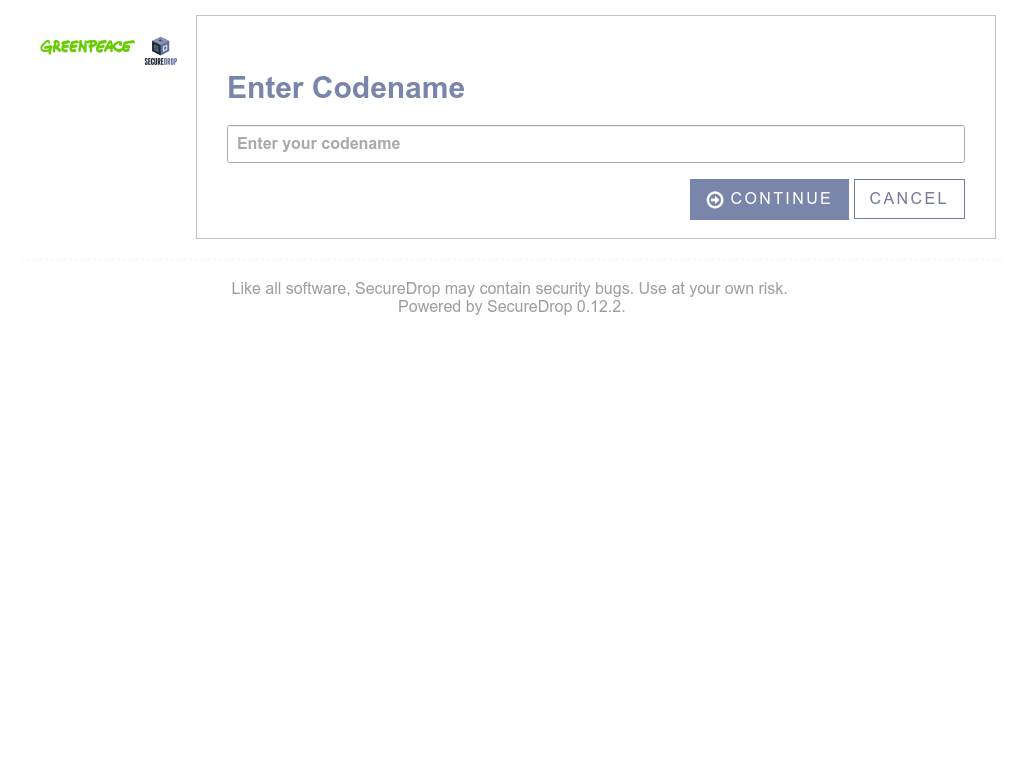 GREENPEACE
SECUREDROP
Enter Codename
Enter your codename
CONTINUE
CANCEL
Like all software, SecureDrop may contain security bugs. Use at your own risk.
Powered by SecureDrop 0.12.2.